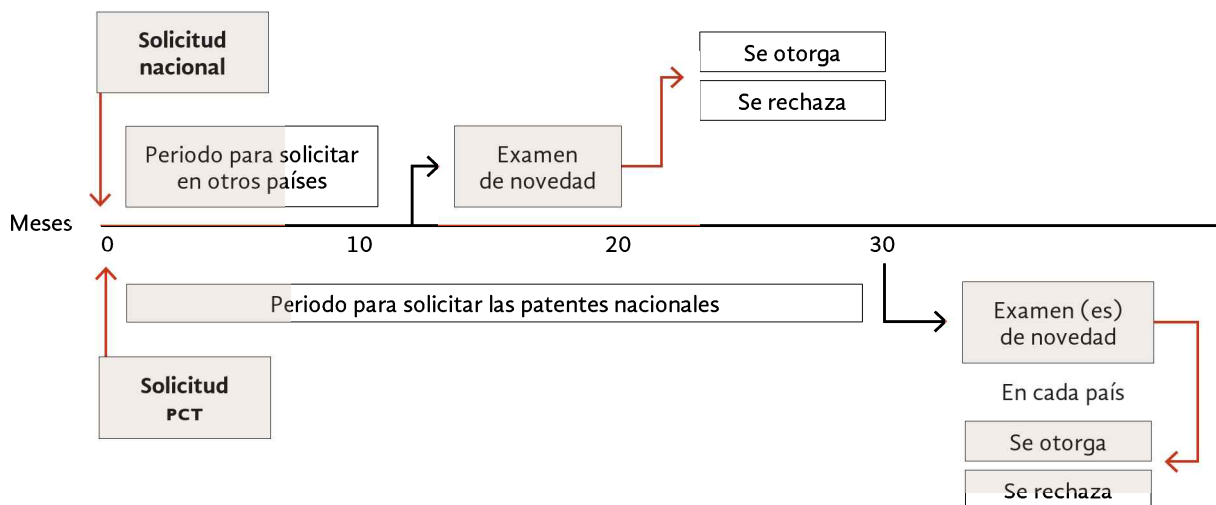 Solicitud
nacional
Se otorga
Se rechaza
Periodo para solicitar
en otros países
Examen
de novedad
Meses
0
10
20
30
Periodo para solicitar las patentes nacionales
Examen (es)
de novedad
Solicitud
PCT
En cada país
Se otorga
Se rechaza